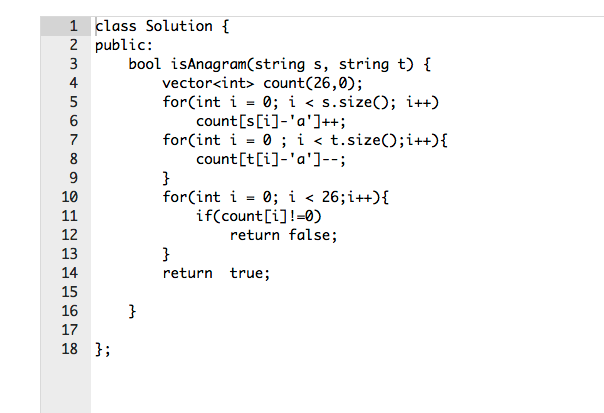 1 class Solution {
2 public:
3     bool isAnagram(string s, string t) {
4         vector<int> count(26,0);
5         for(int i = 0; i < s.size(); i++)
6             count[s[i]-'a']++;
7         for(int i = 0 ; i < t.size();i++){
8             count[t[i]-'a']--;
9         }
10         for(int i = 0; i < 26;i++){
11             if(count[i]!=0)
12                 return false;
13         }
14         return  true;
15
16     }
17
18 };